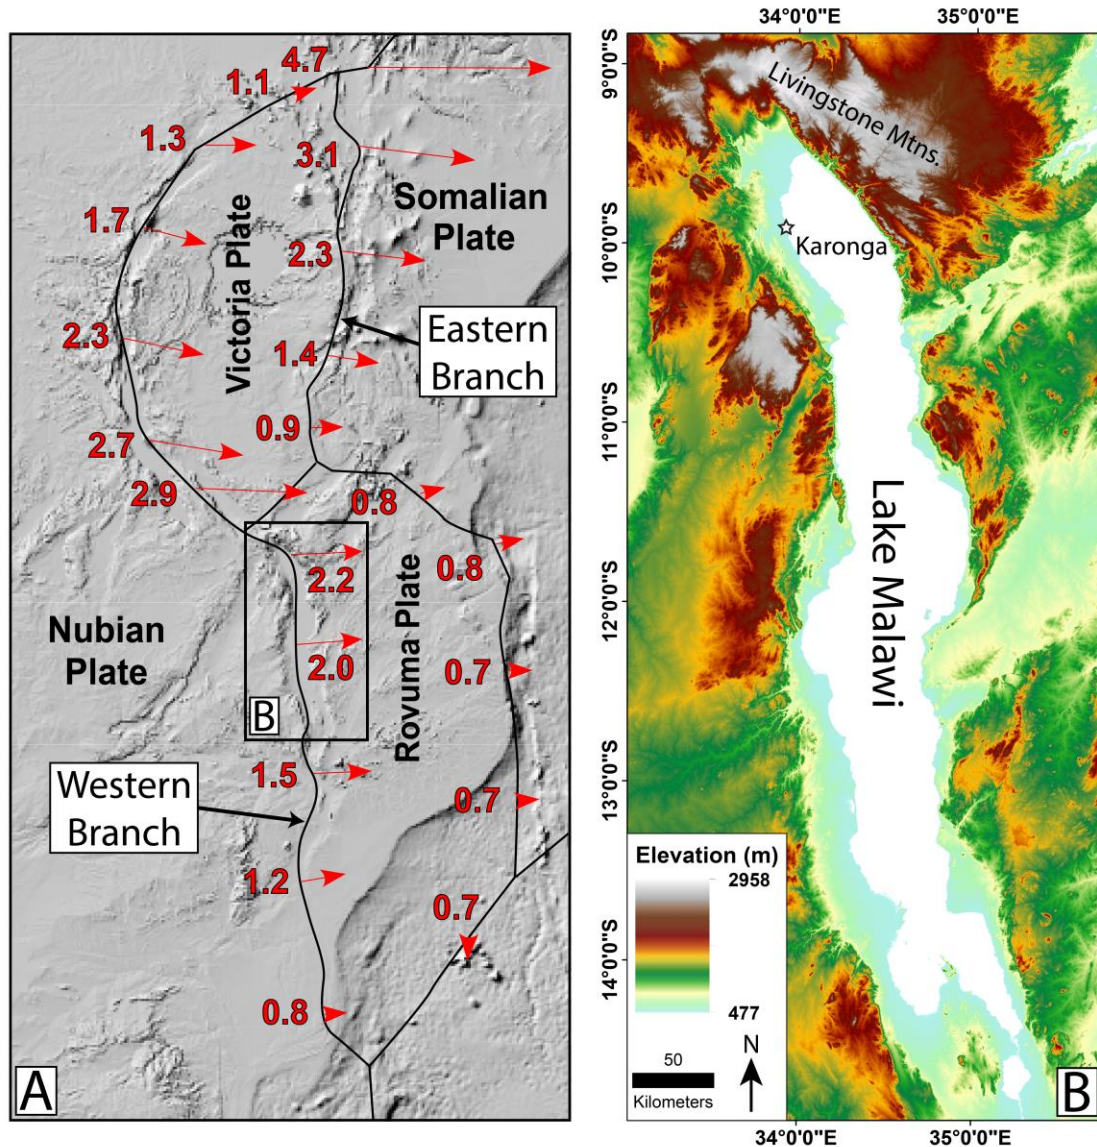 4.7
1.1
1.3
3.1
Somalian
Plate
1.7
Victoria Plate
2.3
2.3
Eastern
Branch
1.4
2.7
0.9
2.9
0.8
2.2
0.8
Nubian
Plate
2.0
Rovuma Plate
0.7
B
1.5
Western
Branch
0.7
1.2
0.7
0.8
A
34°0'0"E
35°0'0"E
9°0'0"S
10°0'0"S
11°0'0"S
12°0'0"S
13°0'0"S
14°0'0"S
Livingstone Mtns.
Karonga
Lake Malawi
Elevation (m)
2958
477
50
Kilometers
N
B
34°0'0"E
35°0'0"E